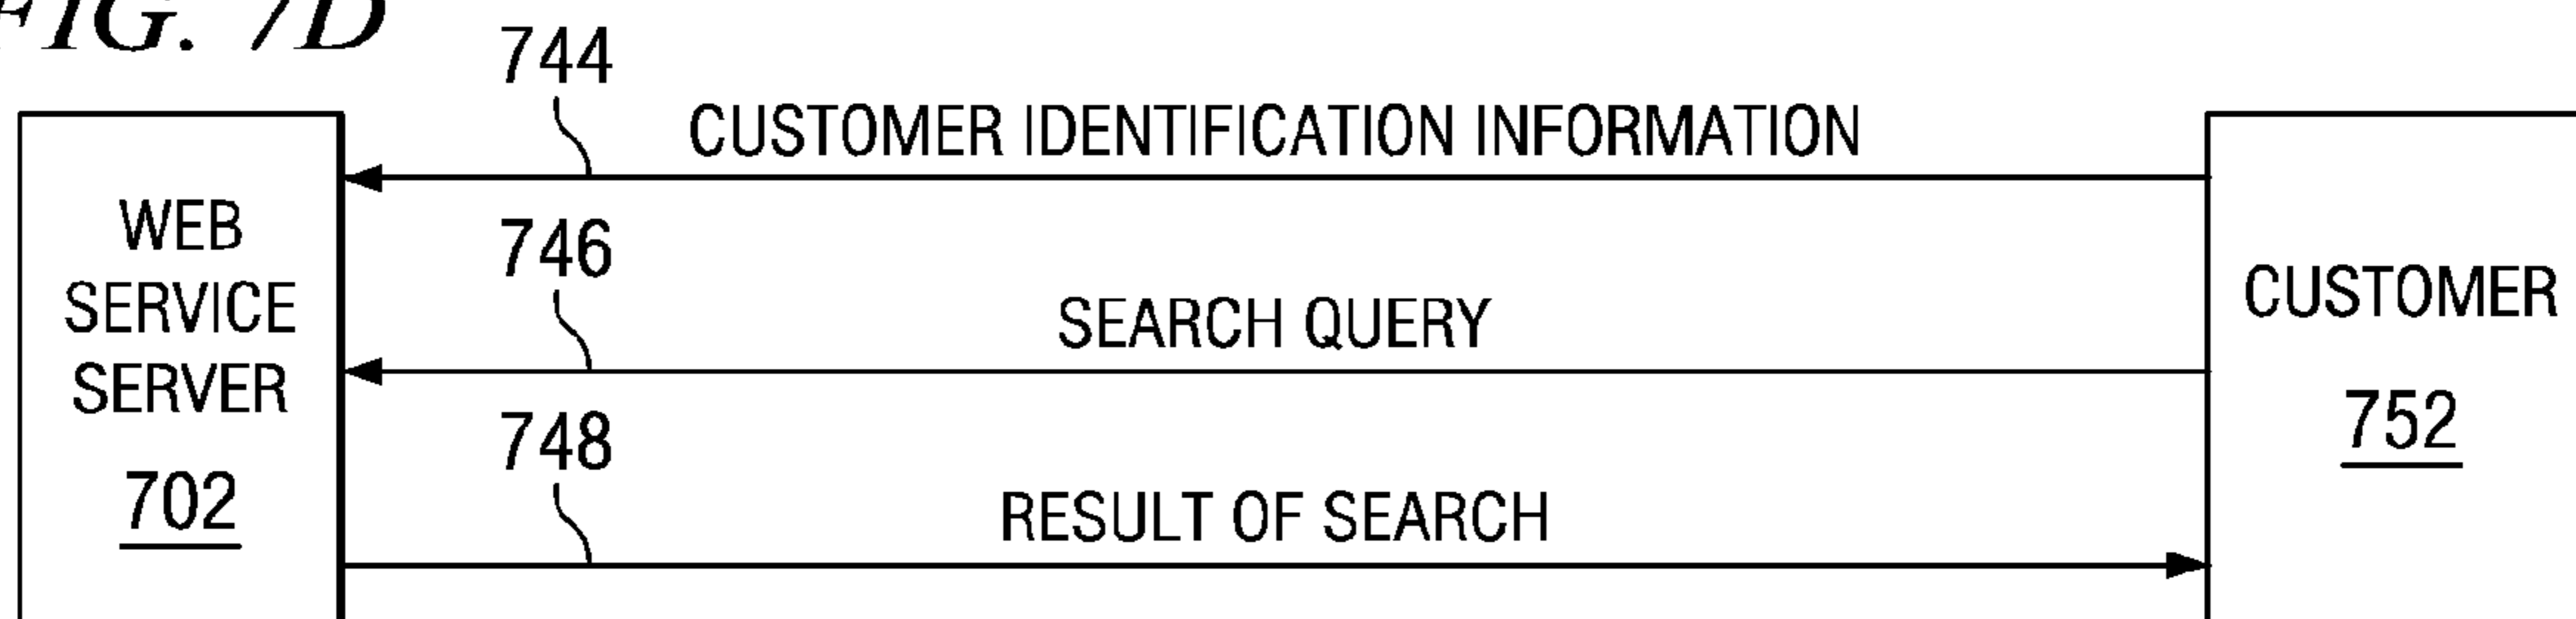 FIG. 7D
744
CUSTOMER IDENTIFICATION INFORMATION
WEB
SERVICE
SERVER
702
746
SEARCH QUERY
CUSTOMER
752
748
RESULT OF SEARCH